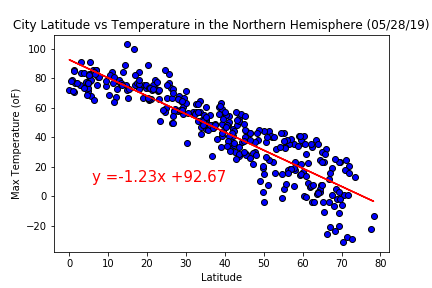 City Latitude vs Temperature in the Northern Hemisphere (05/28/19)
100
80
60
40
20
0
−20
Max Temperature (oF)
y =-1.23x +92.67
0 10 20 30 40 50 60 70 80
Latitude